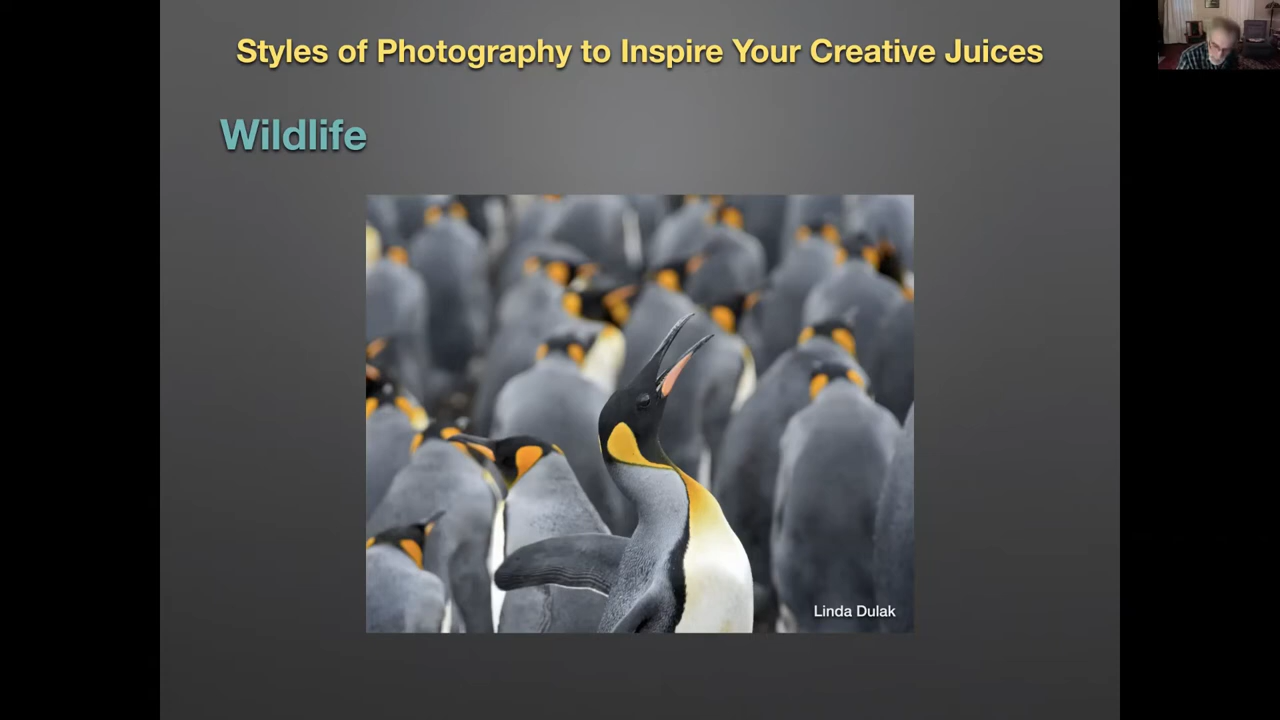 Styles of Photography to Inspire Your Creative Juices
Wildlife
Linda Dulak